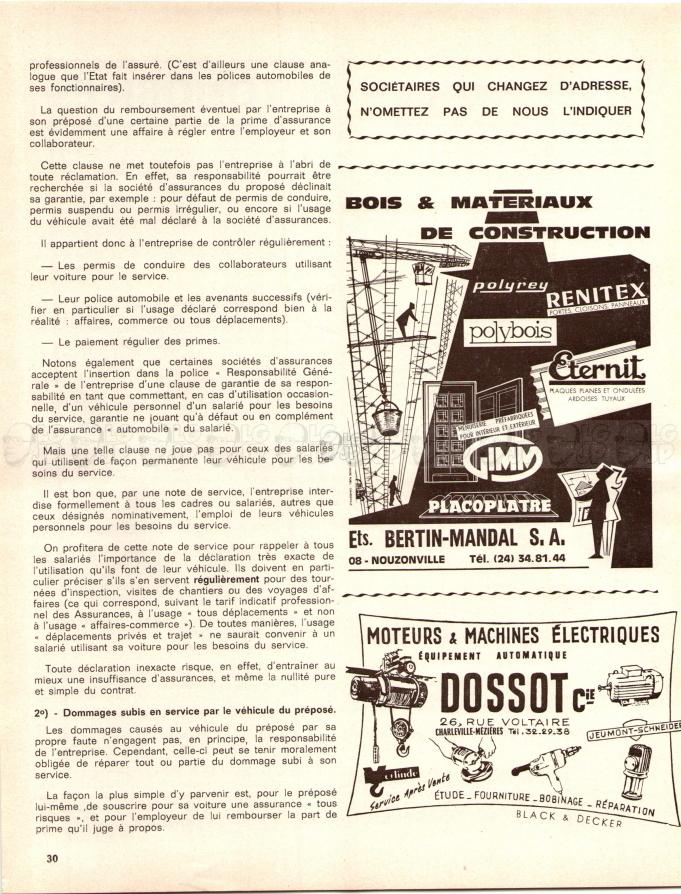 professionnels de l'assuré. (C'est d'ailleurs une clause ana-
logue que l'Etat fait insérer dans les polices automobiles de
ses fonctionnaires).
La question du remboursement éventuel par l'entreprise à
son préposé d'une certaine partie de la prime d'assurance
est évidemment une affaire à régler entre l'employeur et son
collaborateur.
Cette clause ne met toutefois pas l'entreprise à l'abri de
toute réclamation. En effet, sa responsabilité pourrait être
recherchée si la société d'assurances du proposé déclinait
sa garantie, par exemple : pour défaut de permis de conduire,
permis suspendu ou permis irrégulier, ou encore si l'usage
du véhicule avait été mal déclaré à la société d'assurances.
Il appartient donc à l'entreprise de contrôler régulièrement :
— Les permis de conduire des collaborateurs utilisant
leur voiture pour le service.
— Leur police automobile et les avenants successifs (véri-
fier en particulier si l'usage déclaré correspond bien à la
réalité : affaires, commerce ou tous déplacements).
— Le paiement régulier des primes.
Notons également que certaines sociétés d'assurances
acceptent l'insertion dans la police « Responsabilité Géné-
rale » de l'entreprise d'une clause de garantie de sa respon-
sabilité en tant que commettant, en cas d'utilisation occasion-
nelle, d'un véhicule personnel d'un salarié pour les besoins
du service, garantie ne jouant qu'à défaut ou en complément
de l'assurance « automobile » du salarié.
Mais une telle clause ne joue pas pour ceux des salariés
qui utilisent de façon permanente leur véhicule pour les be-
soins du service.
Il est bon que, par une note de service, l'entreprise inter-
dise formellement à tous les cadres ou salariés, autres que
ceux désignés nominativement, l'emploi de leurs véhicules
personnels pour les besoins du service.
On profitera de cette note de service pour rappeler à tous
les salariés l'importance de la déclaration très exacte de
l'utilisation qu'ils font de leur véhicule. Ils doivent en parti-
culier préciser s'ils s'en servent régulièrement pour des tour-
nées d'inspection, visites de chantiers ou des voyages d'af-
faires (ce qui correspond, suivant le tarif indicatif profession-
nel des Assurances, à l'usage « tous déplacements » et non
à l'usage « affaires-commerce »). De toutes manières, l'usage
« déplacements privés et trajet » ne saurait convenir à un
salarié utilisant sa voiture pour les besoins du service.
Toute déclaration inexacte risque, en effet, d'entrainer au
mieux une insuffisance d'assurances, et même la nullité pure
et simple du contrat.
2º) - Dommages subis en service par le véhicule du préposé.
Les dommages causés au véhicule du préposé par sa
propre faute n'engagent pas, en principe, la responsabilité
de l'entreprise. Cependant, celle-ci peut se tenir moralement
obligée de réparer tout ou partie du dommage subi à son
service.
La façon la plus simple d'y parvenir est, pour le préposé
lui-même ,de souscrire pour sa voiture une assurance « tous
risques », et pour l'employeur de lui rembourser la part de
prime qu'il juge à propos.
30
SOCIÉTAIRES QUI CHANGEZ D'ADRESSE,
N'OMETTEZ PAS DE NOUS L'INDIQUER
BOIS & MATERIAUX
DE CONSTRUCTION
polyrey
RENITEX
PORTES, CLOISONS, PANNEAUX
polybois
Eternit
PLAQUES PLANES ET ONDULÉES
ARDOISES TUYAUX
MENUISERIE PRÉFABRIQUÉES
POUR INTÉRIEUR ET EXTÉRIEUR
GIMM
PLACOPLATRE
Ets. BERTIN-MANDAL S.A.
08 - NOUZONVILLE Tél. (24) 34.81.44
MOTEURS & MACHINES ÉLECTRIQUES
ÉQUIPEMENT AUTOMATIQUE
DOSSOT Cie
26, RUE VOLTAIRE
CHARLEVILLE-MÉZIÈRES Tél. 32.29.38
JEUMONT-SCHNEIDER
Verlinde
Service Après Vente
ÉTUDE _ FOURNITURE _ BOBINAGE _ RÉPARATION
BLACK & DECKER